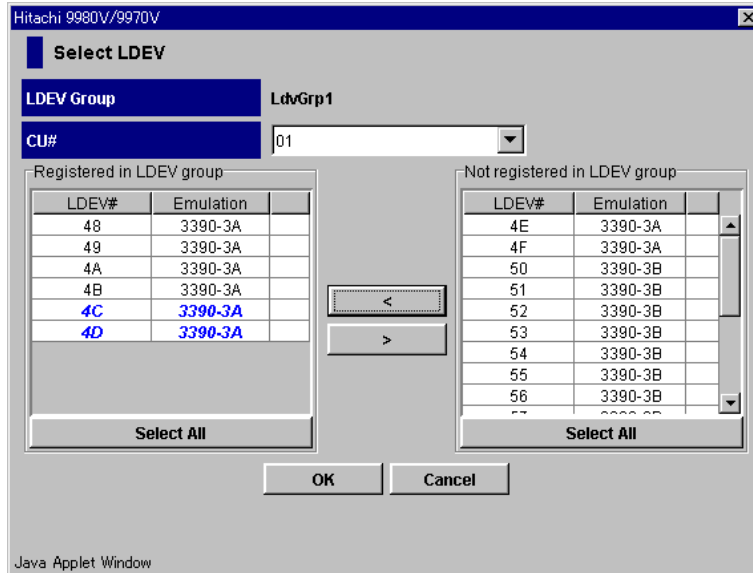 Hitachi 9980V/9970V
Select LDEV
LDEV Group LdvGrp1
CU# 01
Registered in LDEV group
LDEV# Emulation
48 3390-3A
49 3390-3A
4A 3390-3A
4B 3390-3A
4C 3390-3A
4D 3390-3A
Select All
<
>
Not registered in LDEV group
LDEV# Emulation
4E 3390-3A
4F 3390-3A
50 3390-3B
51 3390-3B
52 3390-3B
53 3390-3B
54 3390-3B
55 3390-3B
56 3390-3B
Select All
OK Cancel
Java Applet Window